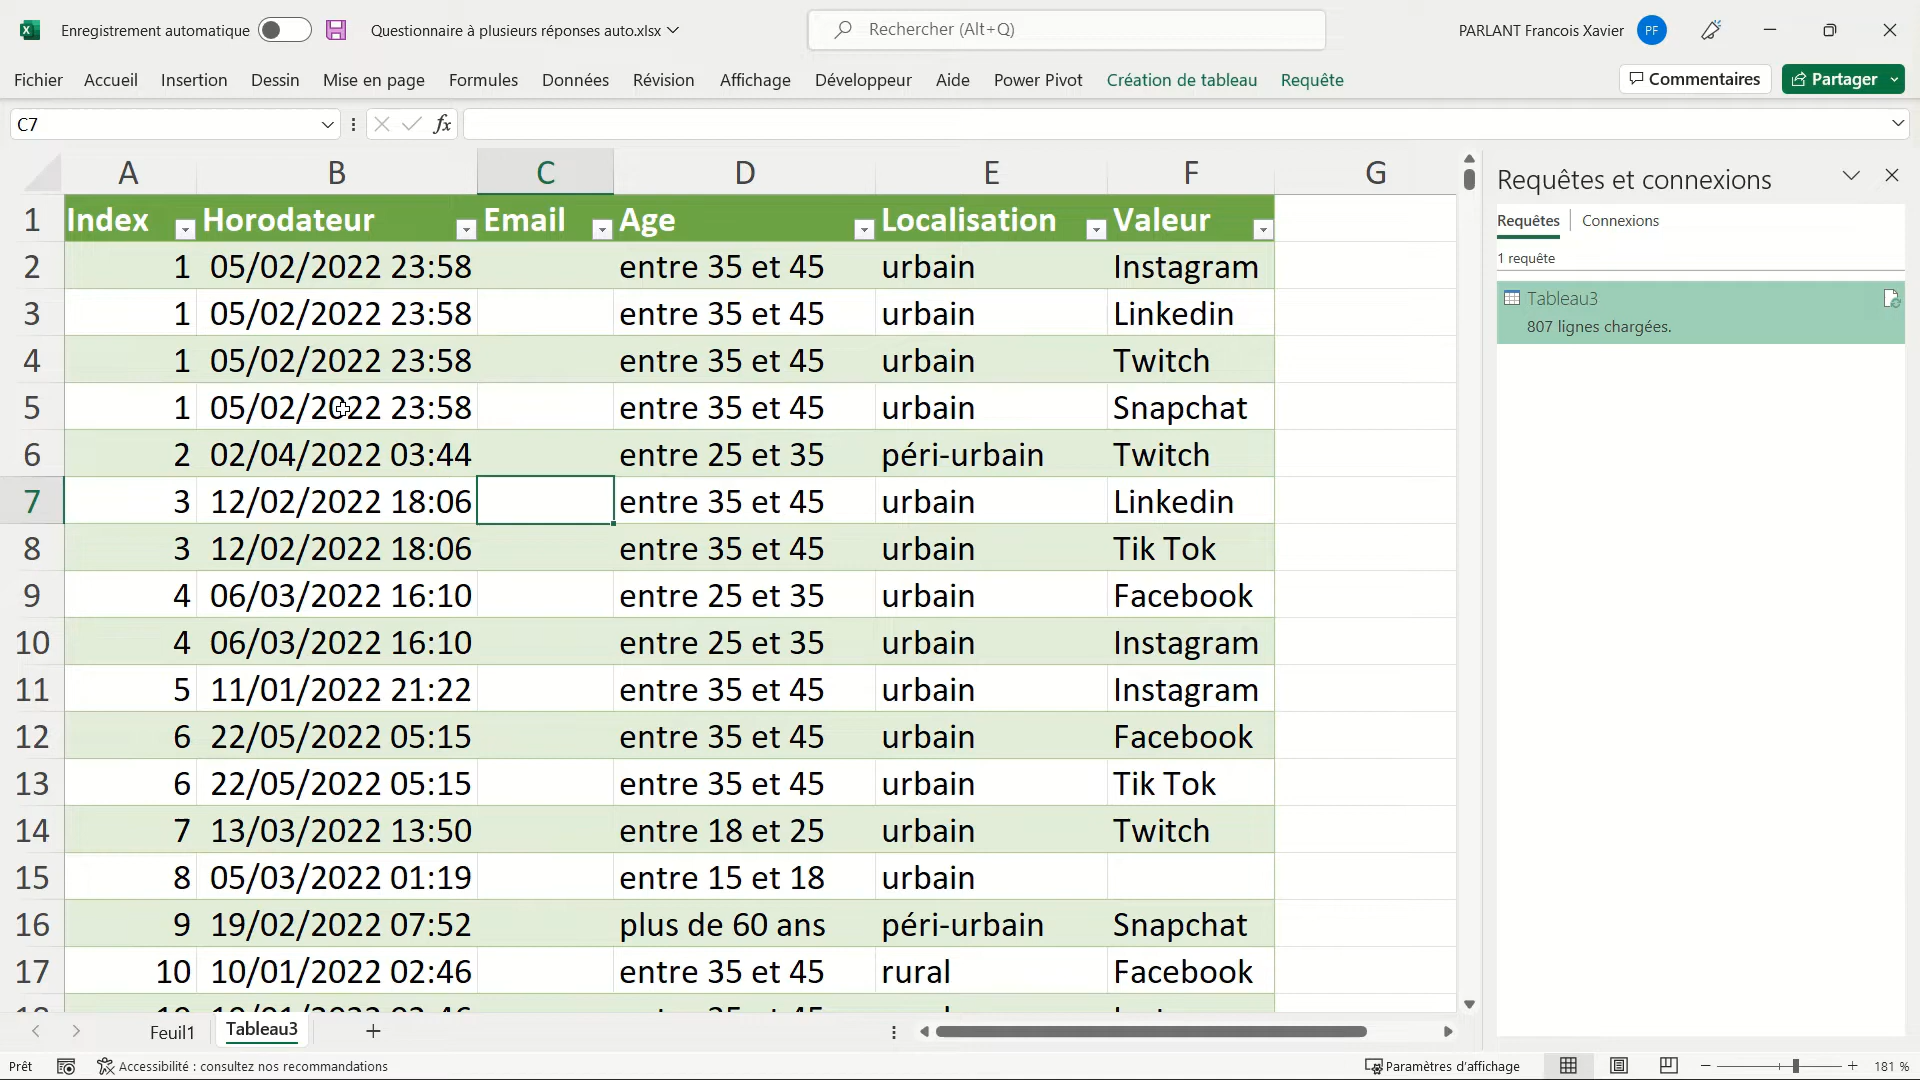 Enregistrement automatique Questionnaire à plusieurs réponses auto.xlsx Rechercher (Alt+Q) PARLANT Francois Xavier PF
Fichier Accueil Insertion Dessin Mise en page Formules Données Révision Affichage Développeur Aide Power Pivot Création de tableau Requête Commentaires Partager
C7 fx
A B C D E F G
1 Index Horodateur Email Age Localisation Valeur
2 1 05/02/2022 23:58 entre 35 et 45 urbain Instagram
3 1 05/02/2022 23:58 entre 35 et 45 urbain Linkedin
4 1 05/02/2022 23:58 entre 35 et 45 urbain Twitch
5 1 05/02/2022 23:58 entre 35 et 45 urbain Snapchat
6 2 02/04/2022 03:44 entre 25 et 35 péri-urbain Twitch
7 3 12/02/2022 18:06 entre 35 et 45 urbain Linkedin
8 3 12/02/2022 18:06 entre 35 et 45 urbain Tik Tok
9 4 06/03/2022 16:10 entre 25 et 35 urbain Facebook
10 4 06/03/2022 16:10 entre 25 et 35 urbain Instagram
11 5 11/01/2022 21:22 entre 35 et 45 urbain Instagram
12 6 22/05/2022 05:15 entre 35 et 45 urbain Facebook
13 6 22/05/2022 05:15 entre 35 et 45 urbain Tik Tok
14 7 13/03/2022 13:50 entre 18 et 25 urbain Twitch
15 8 05/03/2022 01:19 entre 15 et 18 urbain
16 9 19/02/2022 07:52 plus de 60 ans péri-urbain Snapchat
17 10 10/01/2022 02:46 entre 35 et 45 rural Facebook
Requêtes et connexions
Requêtes Connexions
1 requête
Tableau3
807 lignes chargées.
Feuil1 Tableau3
Prêt Accessibilité : consultez nos recommandations Paramètres d'affichage 181 %